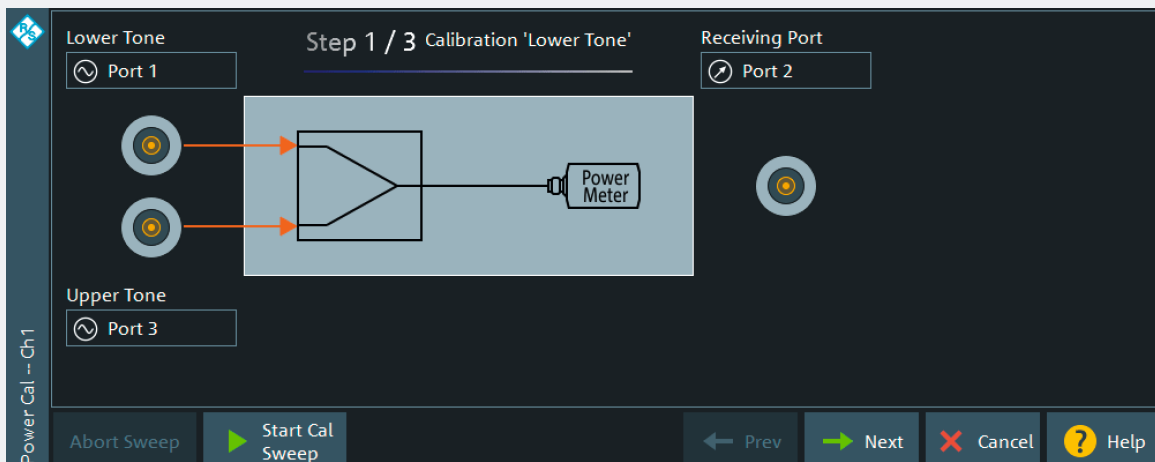 R&S
Lower Tone
Port 1
Step 1 / 3 Calibration 'Lower Tone'
Receiving Port
Port 2
Power
Meter
Upper Tone
Port 3
Power Cal -- Ch1
Abort Sweep
Start Cal
Sweep
Prev
Next
Cancel
? Help